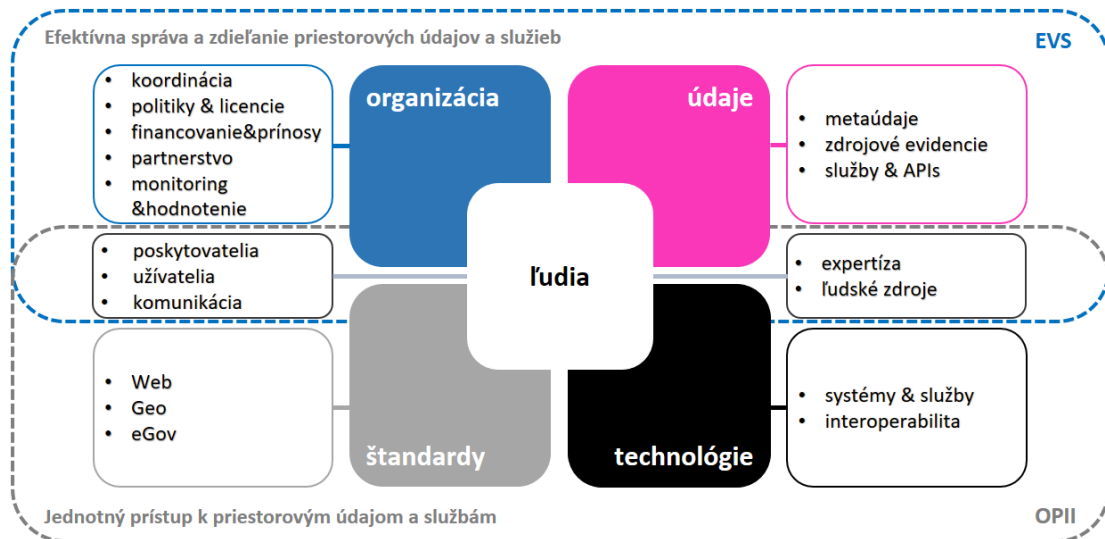 Efektívna správa a zdieľanie priestorových údajov a služieb
EVS
• koordinácia
• politiky & licencie
• financovanie&prínosy
• partnerstvo
• monitoring
&hodnotenie
organizácia
údaje
• metaúdaje
• zdrojové evidencie
• služby & APIs
• poskytovatelia
• užívatelia
• komunikácia
ľudia
• expertíza
• ľudské zdroje
• Web
• Geo
• eGov
štandardy
technológie
• systémy & služby
• interoperabilita
Jednotný prístup k priestorovým údajom a službám
OPII